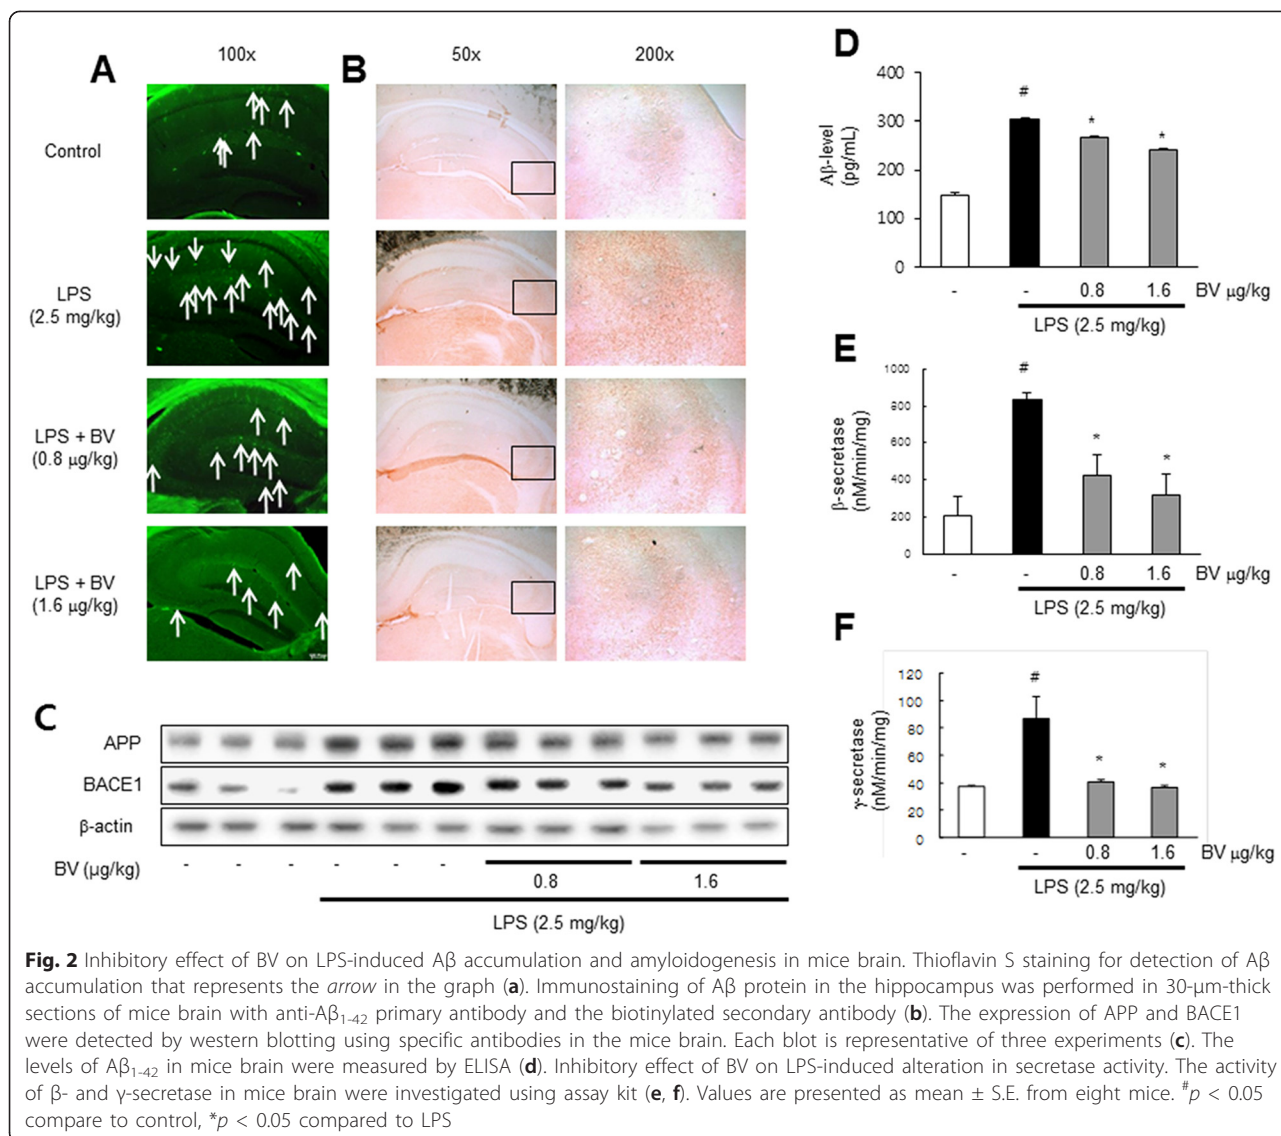 A
100x
B
50x
200x
Control
LPS
(2.5 mg/kg)
LPS + BV
(0.8 µg/kg)
LPS + BV
(1.6 µg/kg)
C
APP
BACE1
β-actin
BV (µg/kg)
- - - - - -
0.8
1.6
LPS (2.5 mg/kg)
D
Aβ-level
(pg/mL)
400
300
200
100
0
#
*
*
- - 0.8 1.6 BV µg/kg
LPS (2.5 mg/kg)
E
β-secretase
(nM/min/mg)
1000
800
600
400
200
0
#
*
*
- - 0.8 1.6 BV µg/kg
LPS (2.5 mg/kg)
F
γ-secretase
(nM/min/mg)
120
100
80
60
40
20
0
#
*
*
- - 0.8 1.6 BV µg/kg
LPS (2.5 mg/kg)
Fig. 2 Inhibitory effect of BV on LPS-induced Aβ accumulation and amyloidogenesis in mice brain. Thioflavin S staining for detection of Aβ
accumulation that represents the arrow in the graph (a). Immunostaining of Aβ protein in the hippocampus was performed in 30-µm-thick
sections of mice brain with anti-Aβ1-42 primary antibody and the biotinylated secondary antibody (b). The expression of APP and BACE1
were detected by western blotting using specific antibodies in the mice brain. Each blot is representative of three experiments (c). The
levels of Aβ1-42 in mice brain were measured by ELISA (d). Inhibitory effect of BV on LPS-induced alteration in secretase activity. The activity
of β- and γ-secretase in mice brain were investigated using assay kit (e, f). Values are presented as mean ± S.E. from eight mice. #p < 0.05
compare to control, *p < 0.05 compared to LPS